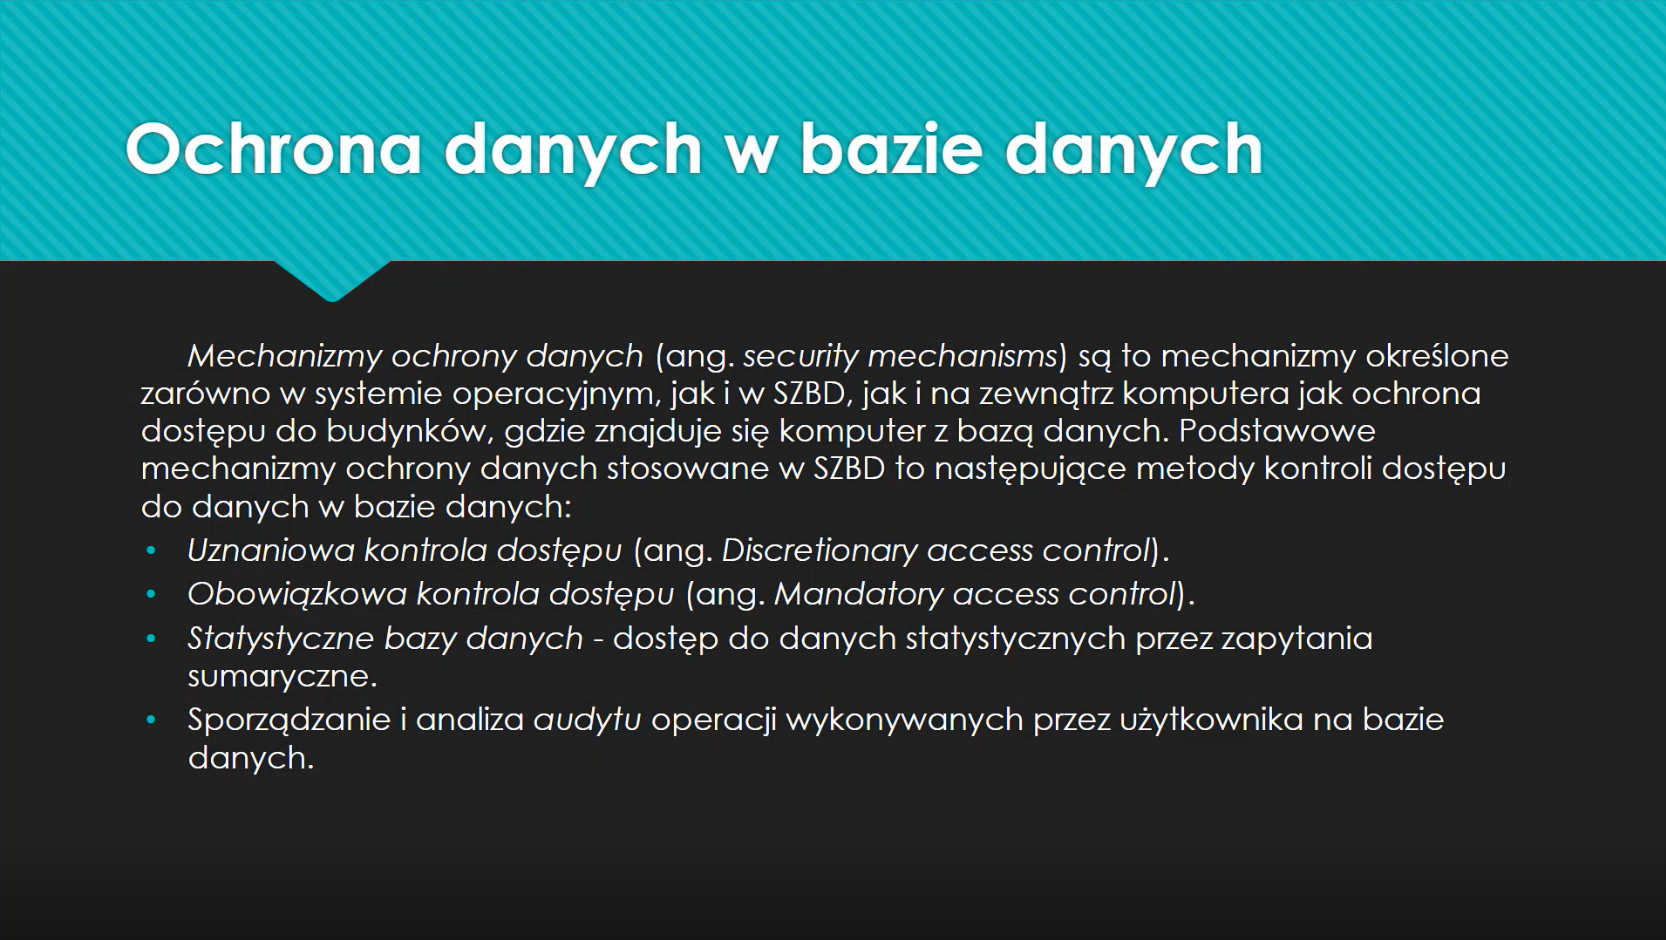 Ochrona danych w bazie danych
Mechanizmy ochrony danych (ang. security mechanisms) są to mechanizmy określone
zarówno w systemie operacyjnym, jak i w SZBD, jak i na zewnątrz komputera jak ochrona
dostępu do budynków, gdzie znajduje się komputer z bazą danych. Podstawowe
mechanizmy ochrony danych stosowane w SZBD to następujące metody kontroli dostępu
do danych w bazie danych:
• Uznaniowa kontrola dostępu (ang. Discretionary access control).
• Obowiązkowa kontrola dostępu (ang. Mandatory access control).
• Statystyczne bazy danych - dostęp do danych statystycznych przez zapytania
sumaryczne.
• Sporządzanie i analiza audytu operacji wykonywanych przez użytkownika na bazie
danych.